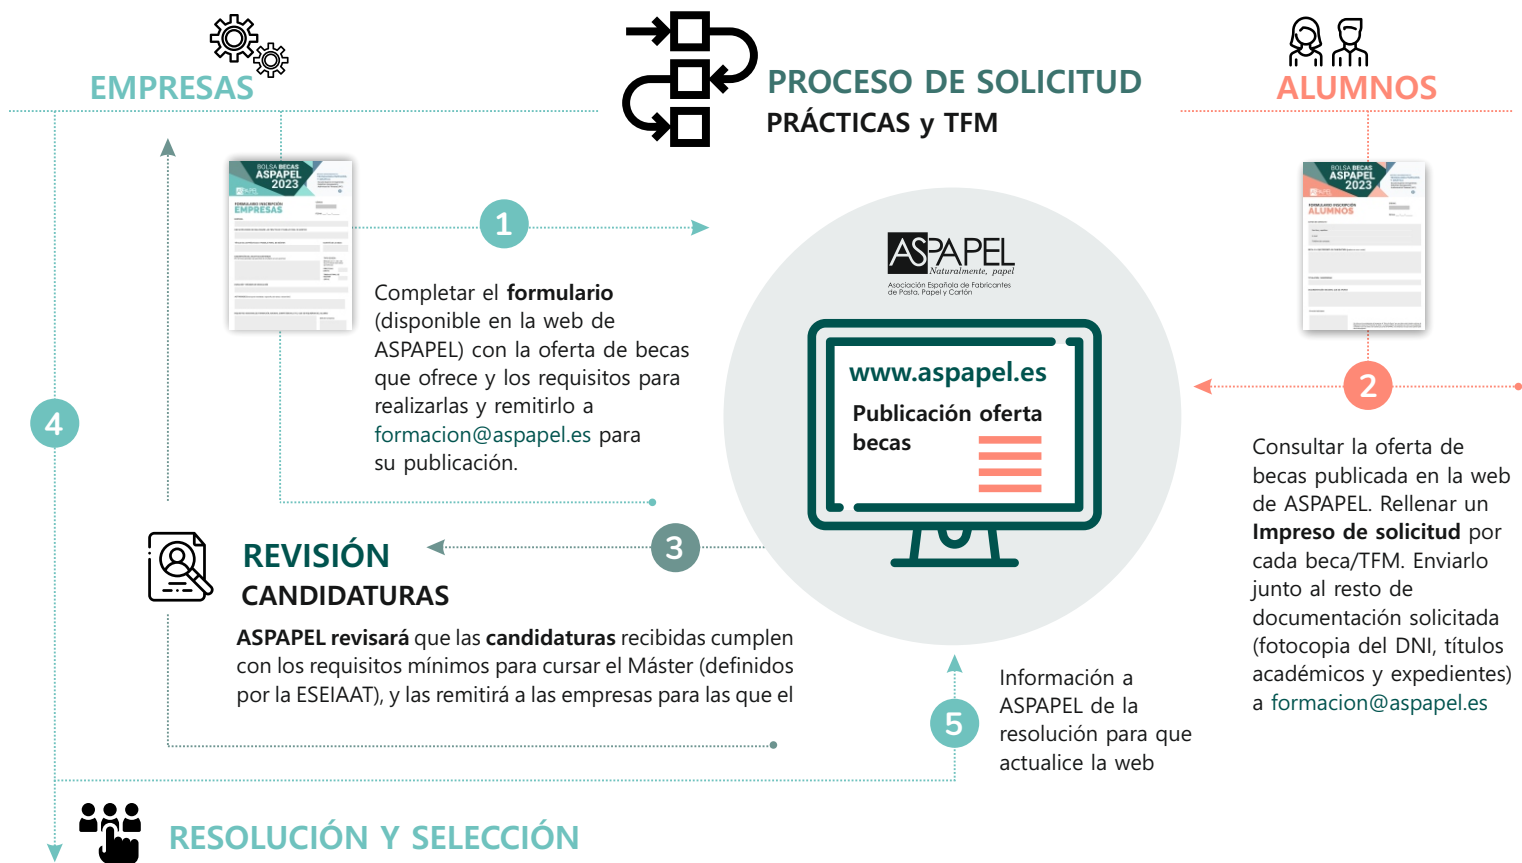 EMPRESAS
PROCESO DE SOLICITUD
PRÁCTICAS y TFM
ALUMNOS
BOLSA BECAS
ASPAPEL
2023
FORMULARIO INSCRIPCIÓN
EMPRESAS
1
Completar el formulario
(disponible en la web de
ASPAPEL) con la oferta de becas
que ofrece y los requisitos para
realizarlas y remitirlo a
formacion@aspapel.es para
su publicación.
ASPAPEL
Naturalmente, papel
Asociación Española de Fabricantes
de Pasta, Papel y Cartón
www.aspapel.es
Publicación oferta
becas
BOLSA BECAS
ASPAPEL
2023
FORMULARIO INSCRIPCIÓN
ALUMNOS
2
Consultar la oferta de
becas publicada en la web
de ASPAPEL. Rellenar un
Impreso de solicitud por
cada beca/TFM. Enviarlo
junto al resto de
documentación solicitada
(fotocopia del DNI, títulos
académicos y expedientes)
a formacion@aspapel.es
3
REVISIÓN
CANDIDATURAS
ASPAPEL revisará que las candidaturas recibidas cumplen
con los requisitos mínimos para cursar el Máster (definidos
por la ESEIAAT), y las remitirá a las empresas para las que el
4
5
Información a
ASPAPEL de la
resolución para que
actualice la web
RESOLUCIÓN Y SELECCIÓN